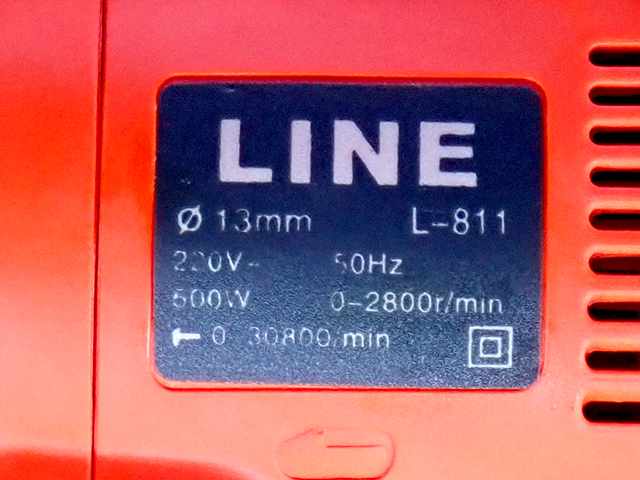 LINE
Ø 13mm L-811
220V~ 50Hz
500W 0-2800r/min
0-30800/min